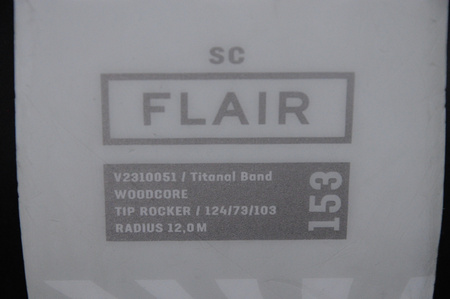 SC
FLAIR
V2310051 / Titanal Band
WOODCORE
TIP ROCKER / 124/73/103
RADIUS 12,0M
153